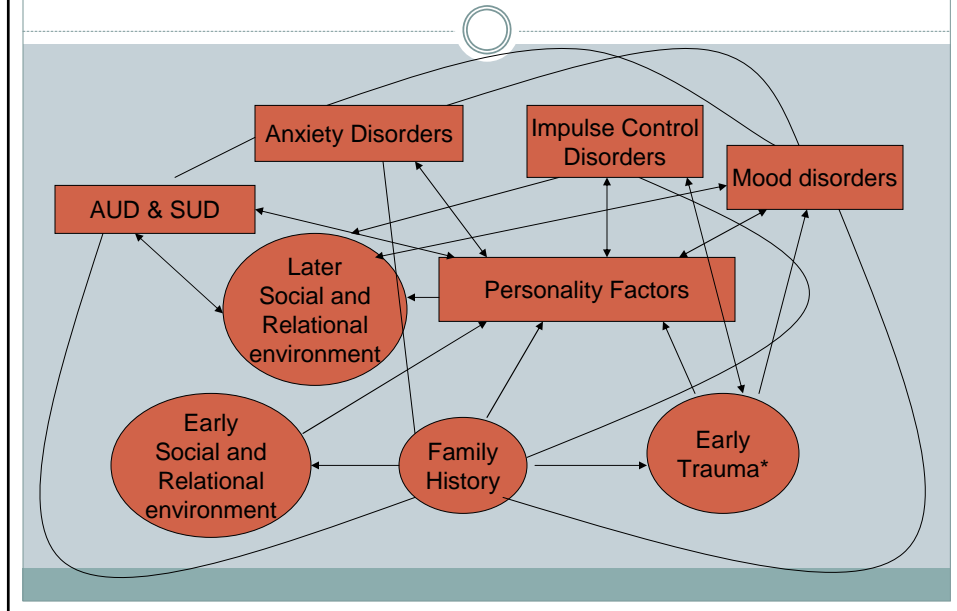 Anxiety Disorders
Impulse Control
Disorders
Mood disorders
AUD & SUD
Later
Social and
Relational
environment
Personality Factors
Early
Social and
Relational
environment
Family
History
Early
Trauma*